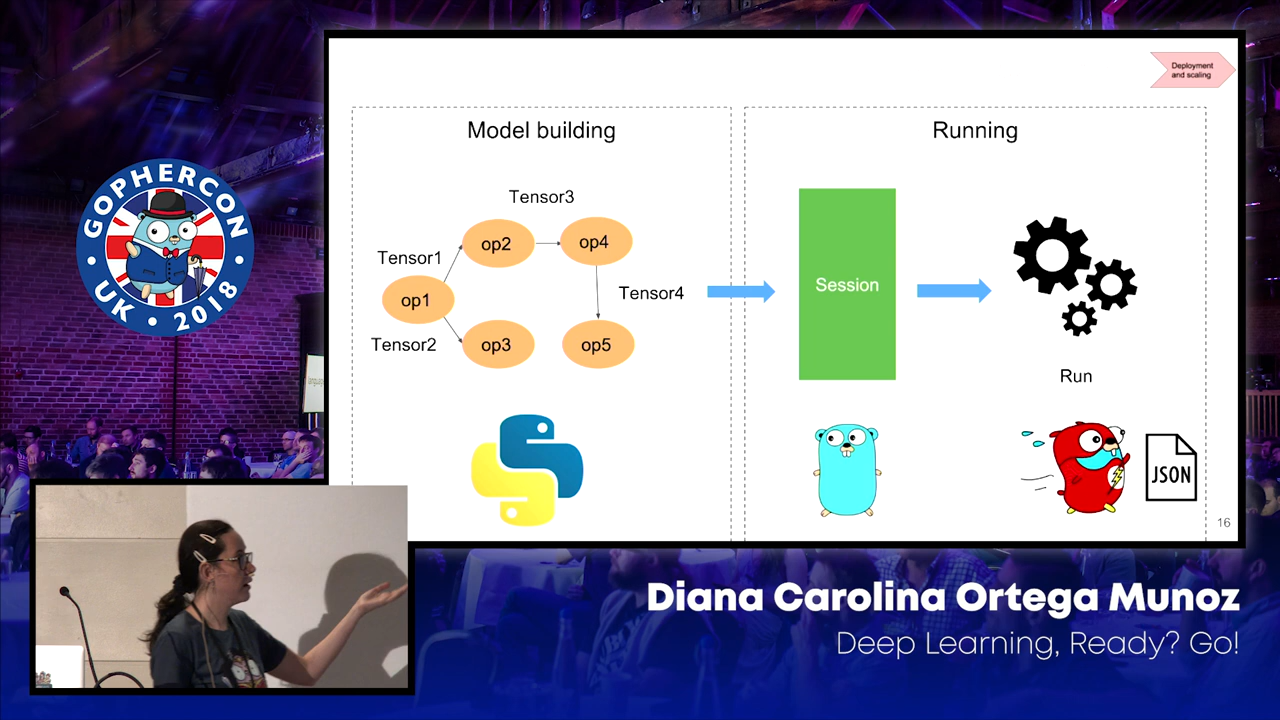 GOPHERCON
UK • 2018
Deployment
and scaling
Model building
Running
Tensor3
op2
op4
Tensor1
op1
Tensor4
Session
Tensor2
op3
op5
Run
JSON
16
Diana Carolina Ortega Munoz
Deep Learning, Ready? Go!